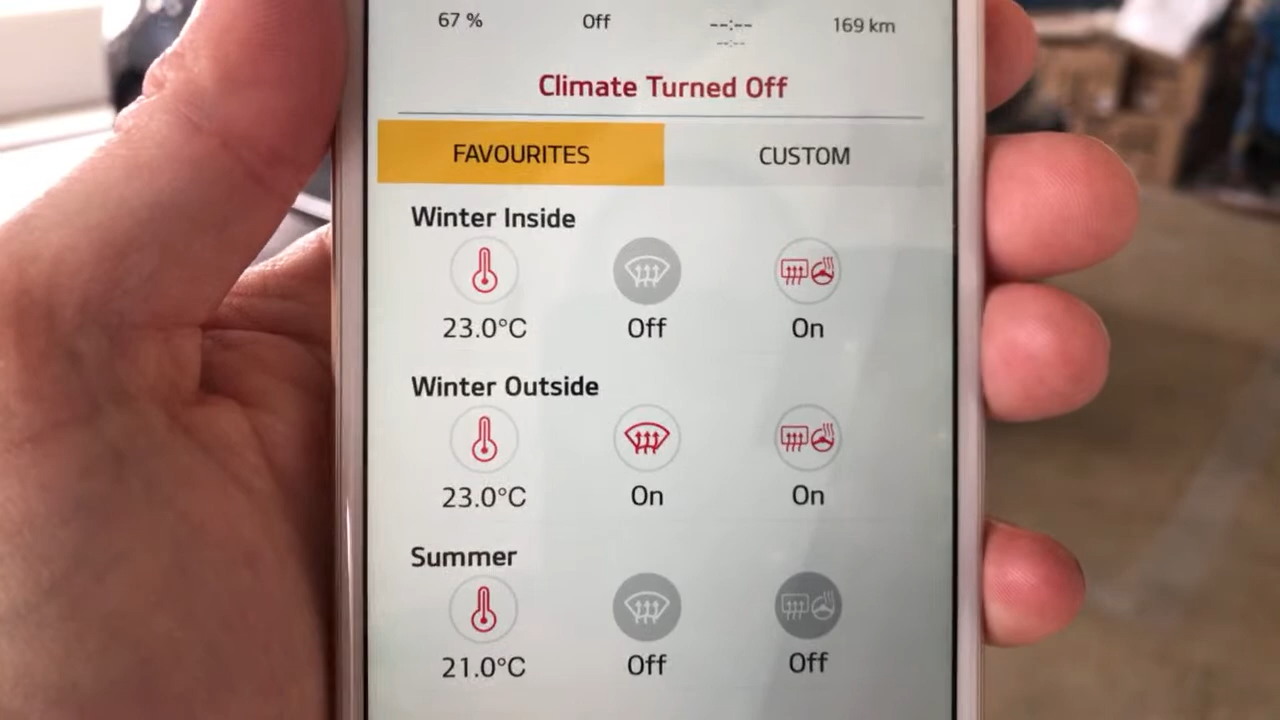 67 % Off --:-- 169 km
--:--
Climate Turned Off
FAVOURITES CUSTOM
Winter Inside
23.0°C Off On
Winter Outside
23.0°C On On
Summer
21.0°C Off Off